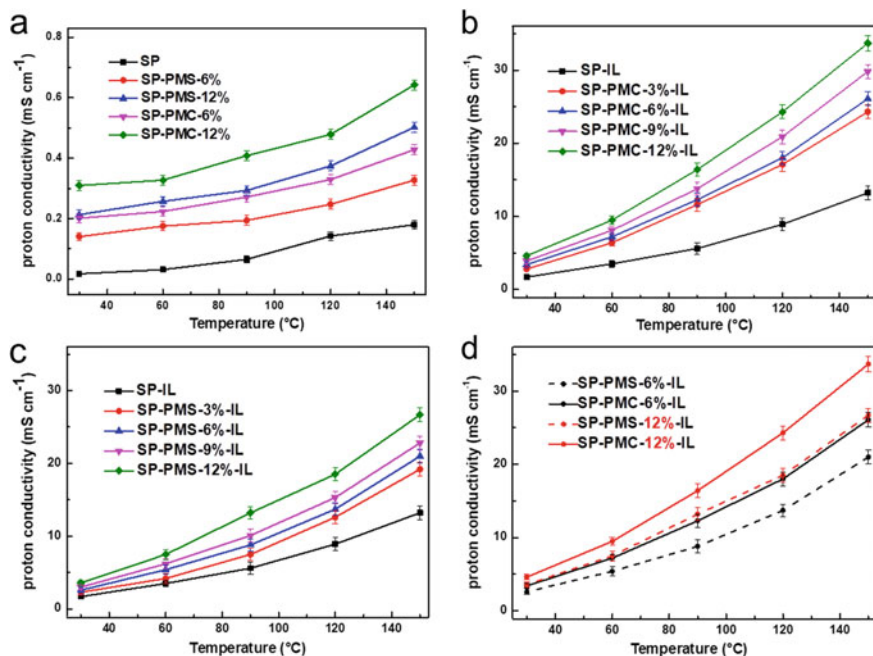 a
SP
SP-PMS-6%
SP-PMS-12%
SP-PMC-6%
SP-PMC-12%
proton conductivity (mS cm⁻¹)
0.8
0.6
0.4
0.2
0.0
40 60 80 100 120 140
Temperature (°C)
b
SP-IL
SP-PMC-3%-IL
SP-PMC-6%-IL
SP-PMC-9%-IL
SP-PMC-12%-IL
proton conductivity (mS cm⁻¹)
30
20
10
0
40 60 80 100 120 140
Temperature (°C)
c
SP-IL
SP-PMS-3%-IL
SP-PMS-6%-IL
SP-PMS-9%-IL
SP-PMS-12%-IL
proton conductivity (mS cm⁻¹)
30
20
10
0
40 60 80 100 120 140
Temperature (°C)
d
SP-PMS-6%-IL
SP-PMC-6%-IL
SP-PMS-12%-IL
SP-PMC-12%-IL
proton conductivity (mS cm⁻¹)
30
20
10
0
40 60 80 100 120 140
Temperature (°C)